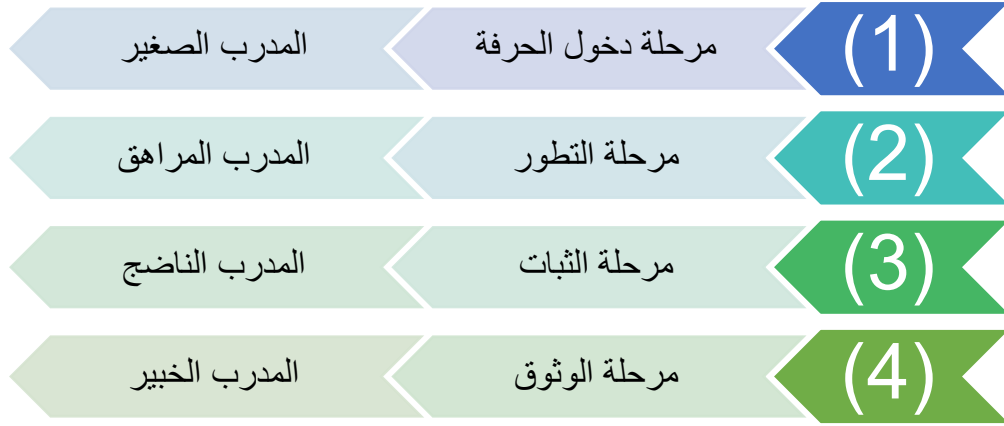 (1) مرحلة دخول الحرفة المدرب الصغير
(2) مرحلة التطور المدرب المراهق
(3) مرحلة الثبات المدرب الناضج
(4) مرحلة الوثوق المدرب الخبير